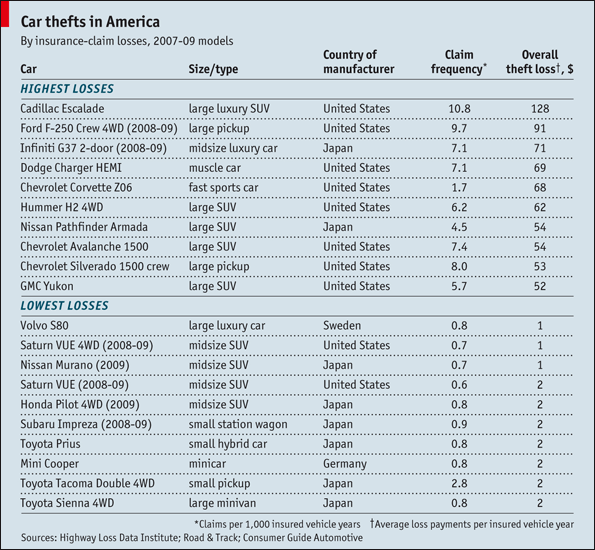 Car thefts in America
By insurance-claim losses, 2007-09 models
Car Size/type Country of manufacturer Claim frequency* Overall theft loss†, $
HIGHEST LOSSES
Cadillac Escalade large luxury SUV United States 10.8 128
Ford F-250 Crew 4WD (2008-09) large pickup United States 9.7 91
Infiniti G37 2-door (2008-09) midsize luxury car Japan 7.1 71
Dodge Charger HEMI muscle car United States 7.1 69
Chevrolet Corvette Z06 fast sports car United States 1.7 68
Hummer H2 4WD large SUV United States 6.2 62
Nissan Pathfinder Armada large SUV Japan 4.5 54
Chevrolet Avalanche 1500 large SUV United States 7.4 54
Chevrolet Silverado 1500 crew large pickup United States 8.0 53
GMC Yukon large SUV United States 5.7 52
LOWEST LOSSES
Volvo S80 large luxury car Sweden 0.8 1
Saturn VUE 4WD (2008-09) midsize SUV United States 0.7 1
Nissan Murano (2009) midsize SUV Japan 0.7 1
Saturn VUE (2008-09) midsize SUV United States 0.6 2
Honda Pilot 4WD (2009) midsize SUV Japan 0.8 2
Subaru Impreza (2008-09) small station wagon Japan 0.9 2
Toyota Prius small hybrid car Japan 0.8 2
Mini Cooper minicar Germany 0.8 2
Toyota Tacoma Double 4WD small pickup Japan 2.8 2
Toyota Sienna 4WD large minivan Japan 0.8 2
*Claims per 1,000 insured vehicle years †Average loss payments per insured vehicle year
Sources: Highway Loss Data Institute; Road & Track; Consumer Guide Automotive